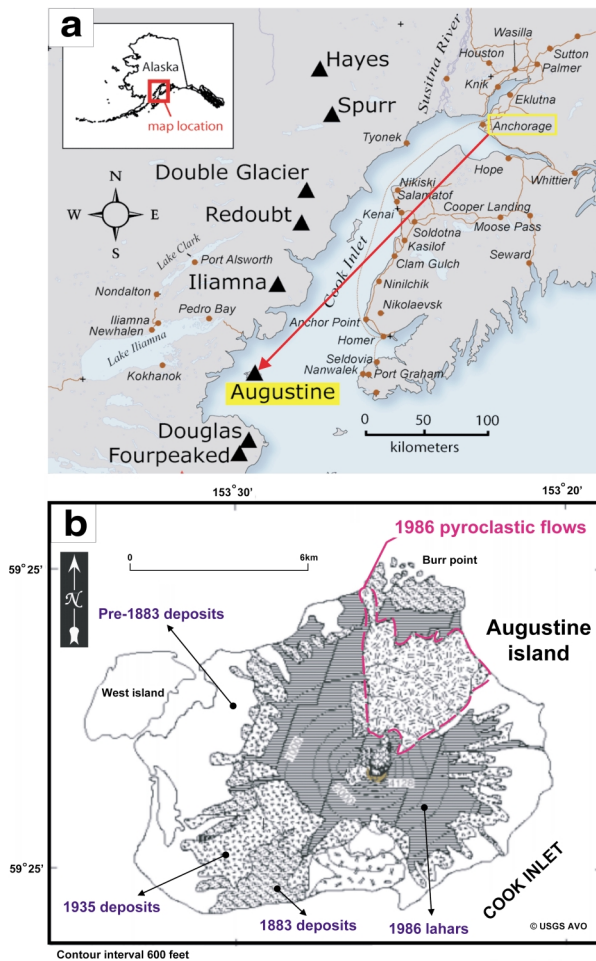 a
Alaska
map location
Hayes
Spurr
Double Glacier
Redoubt
Iliamna
Augustine
Douglas
Fourpeaked
N
W
E
S
Susitna River
Wasilla
Houston
Sutton
Palmer
Knik
Eklutna
Anchorage
Tyonek
Hope
Whittier
Nikiski
Salamatof
Cooper Landing
Kenai
Moose Pass
Soldotna
Kasilof
Seward
Clam Gulch
Cook Inlet
Ninilchik
Nikolaevsk
Anchor Point
Homer
Seldovia
Nanwalek
Port Graham
Lake Clark
Port Alsworth
Nondalton
Iliamna
Pedro Bay
Newhalen
Lake Iliamna
Kokhanok
0 50 100
kilometers
153° 30'
153° 20'
b
1986 pyroclastic flows
59° 25'
0
6km
Burr point
N
Pre-1883 deposits
Augustine
island
West island
59° 25'
1935 deposits
1883 deposits
1986 lahars
COOK INLET
© USGS AVO
Contour interval 600 feet